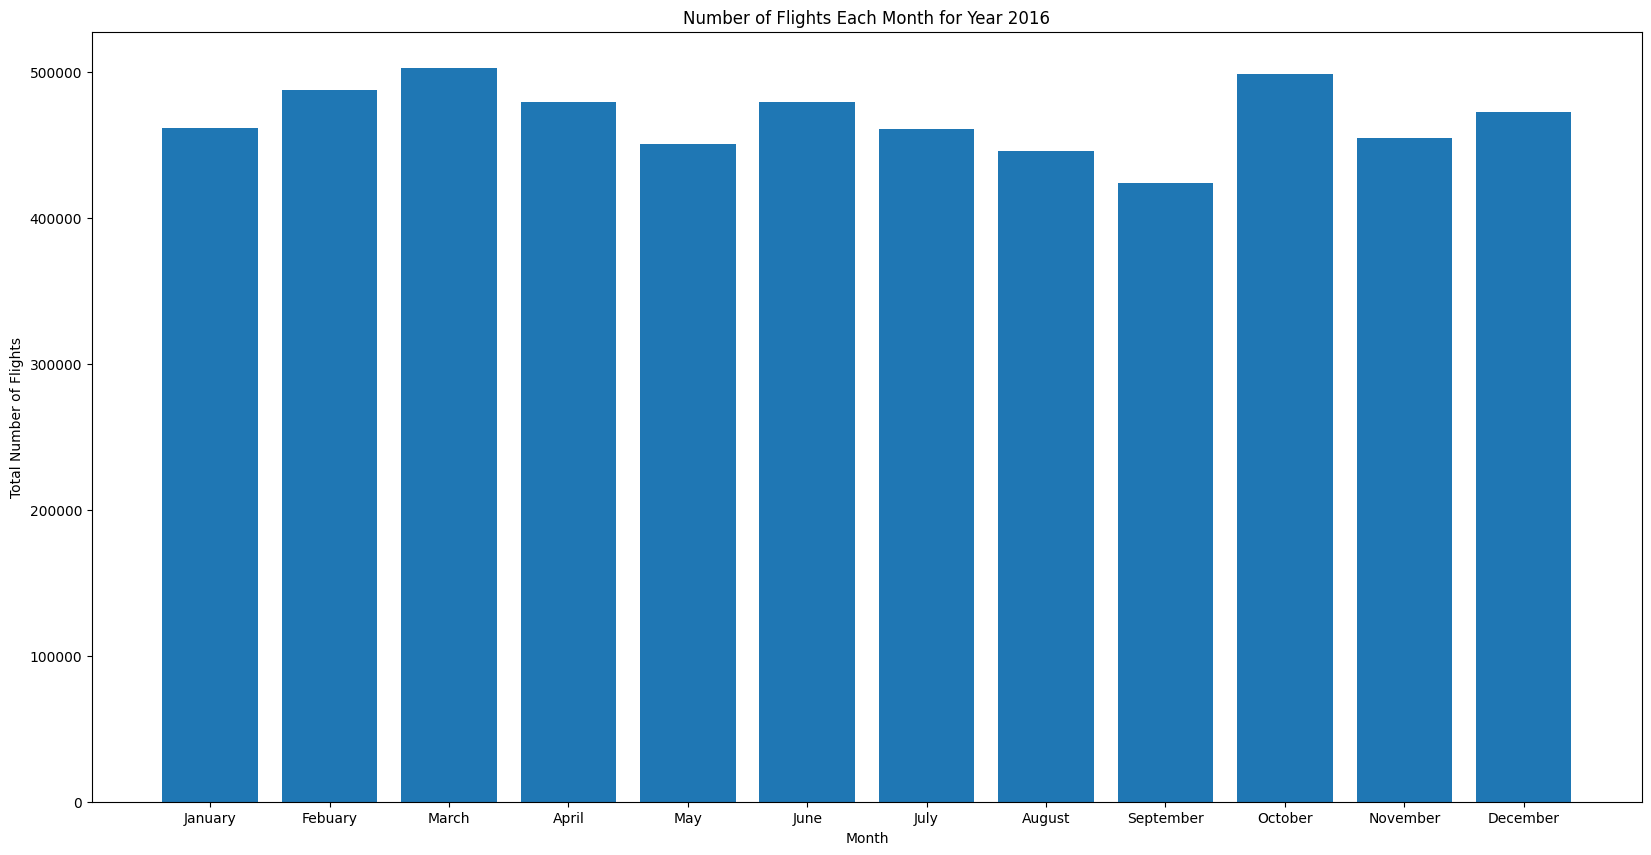 Number of Flights Each Month for Year 2016
500000
400000
300000
200000
100000
0
Total Number of Flights
January Febuary March April May June July August September October November December
Month